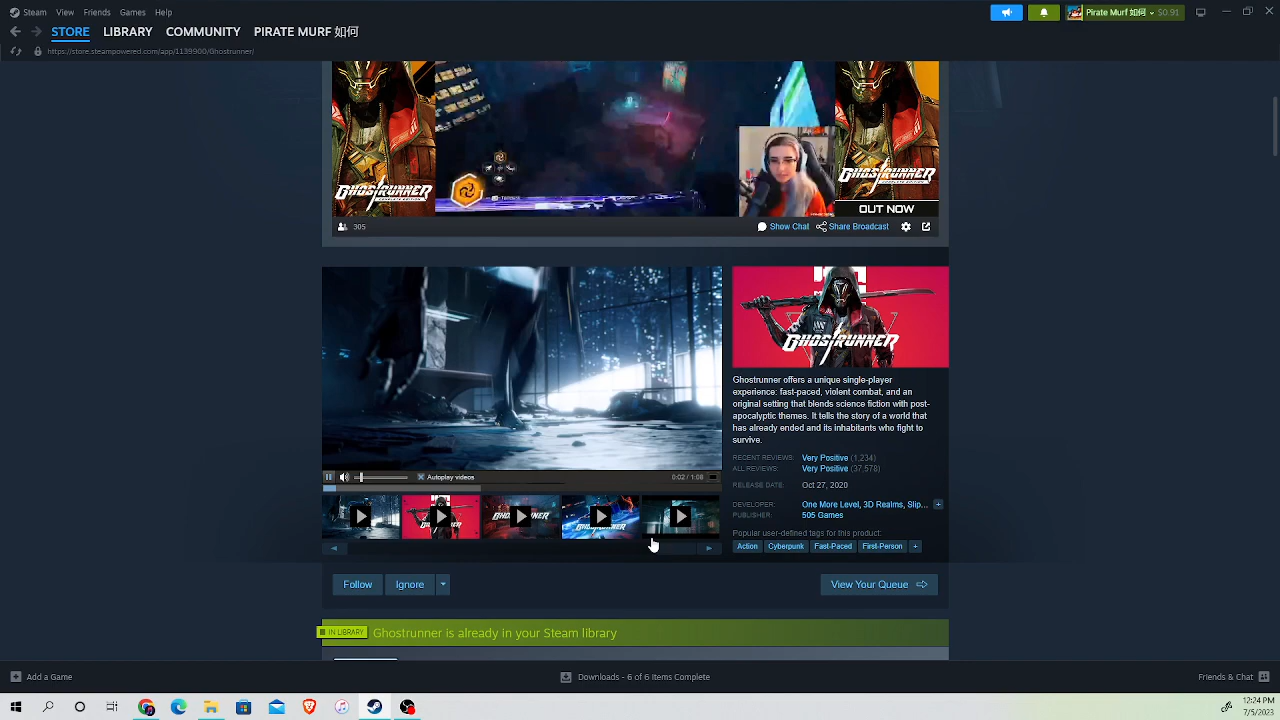 Steam View Friends Games Help
Pirate Murf 如何 $0.91
STORE LIBRARY COMMUNITY PIRATE MURF 如何
https://store.steampowered.com/app/1139900/Ghostrunner/
GHOSTRUNNER
COMPLETE EDITION
GHOSTRUNNER
COMPLETE EDITION
OUT NOW
305
Show Chat Share Broadcast
GHOSTRUNNER
Ghostrunner offers a unique single-player
experience: fast-paced, violent combat, and an
original setting that blends science fiction with post-
apocalyptic themes. It tells the story of a world that
has already ended and its inhabitants who fight to
survive.
RECENT REVIEWS: Very Positive (1,234)
ALL REVIEWS: Very Positive (37,578)
RELEASE DATE: Oct 27, 2020
DEVELOPER: One More Level, 3D Realms, Slip... +
PUBLISHER: 505 Games
Popular user-defined tags for this product:
Action Cyberpunk Fast-Paced First-Person +
Autoplay videos 0:02 / 1:08
Follow Ignore View Your Queue
IN LIBRARY Ghostrunner is already in your Steam library
Add a Game Downloads - 6 of 6 Items Complete Friends & Chat
12:24 PM
7/5/2023